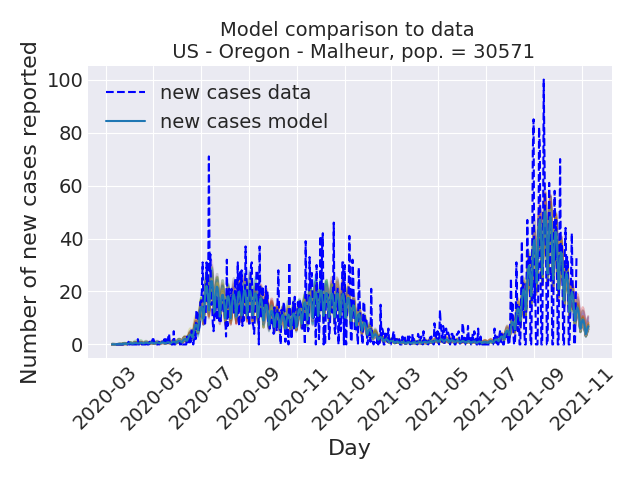 Model comparison to data
US - Oregon - Malheur, pop. = 30571
Number of new cases reported
100
80
60
40
20
0
new cases data
new cases model
2020-03
2020-05
2020-07
2020-09
2020-11
2021-01
2021-03
2021-05
2021-07
2021-09
2021-11
Day